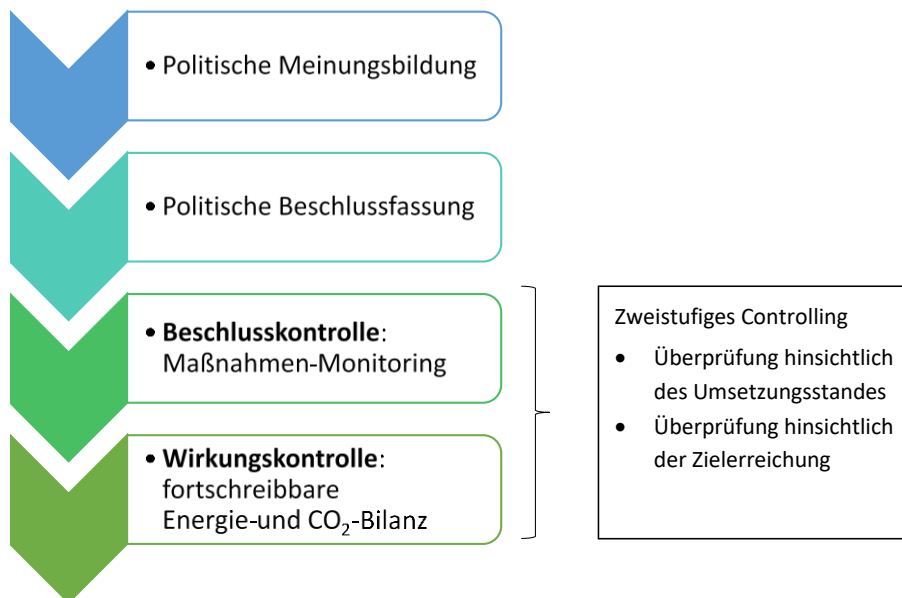 • Politische Meinungsbildung
• Politische Beschlussfassung
• Beschlusskontrolle:
Maßnahmen-Monitoring
• Wirkungskontrolle:
fortschreibbare
Energie-und CO₂-Bilanz
Zweistufiges Controlling
• Überprüfung hinsichtlich
des Umsetzungsstandes
• Überprüfung hinsichtlich
der Zielerreichung